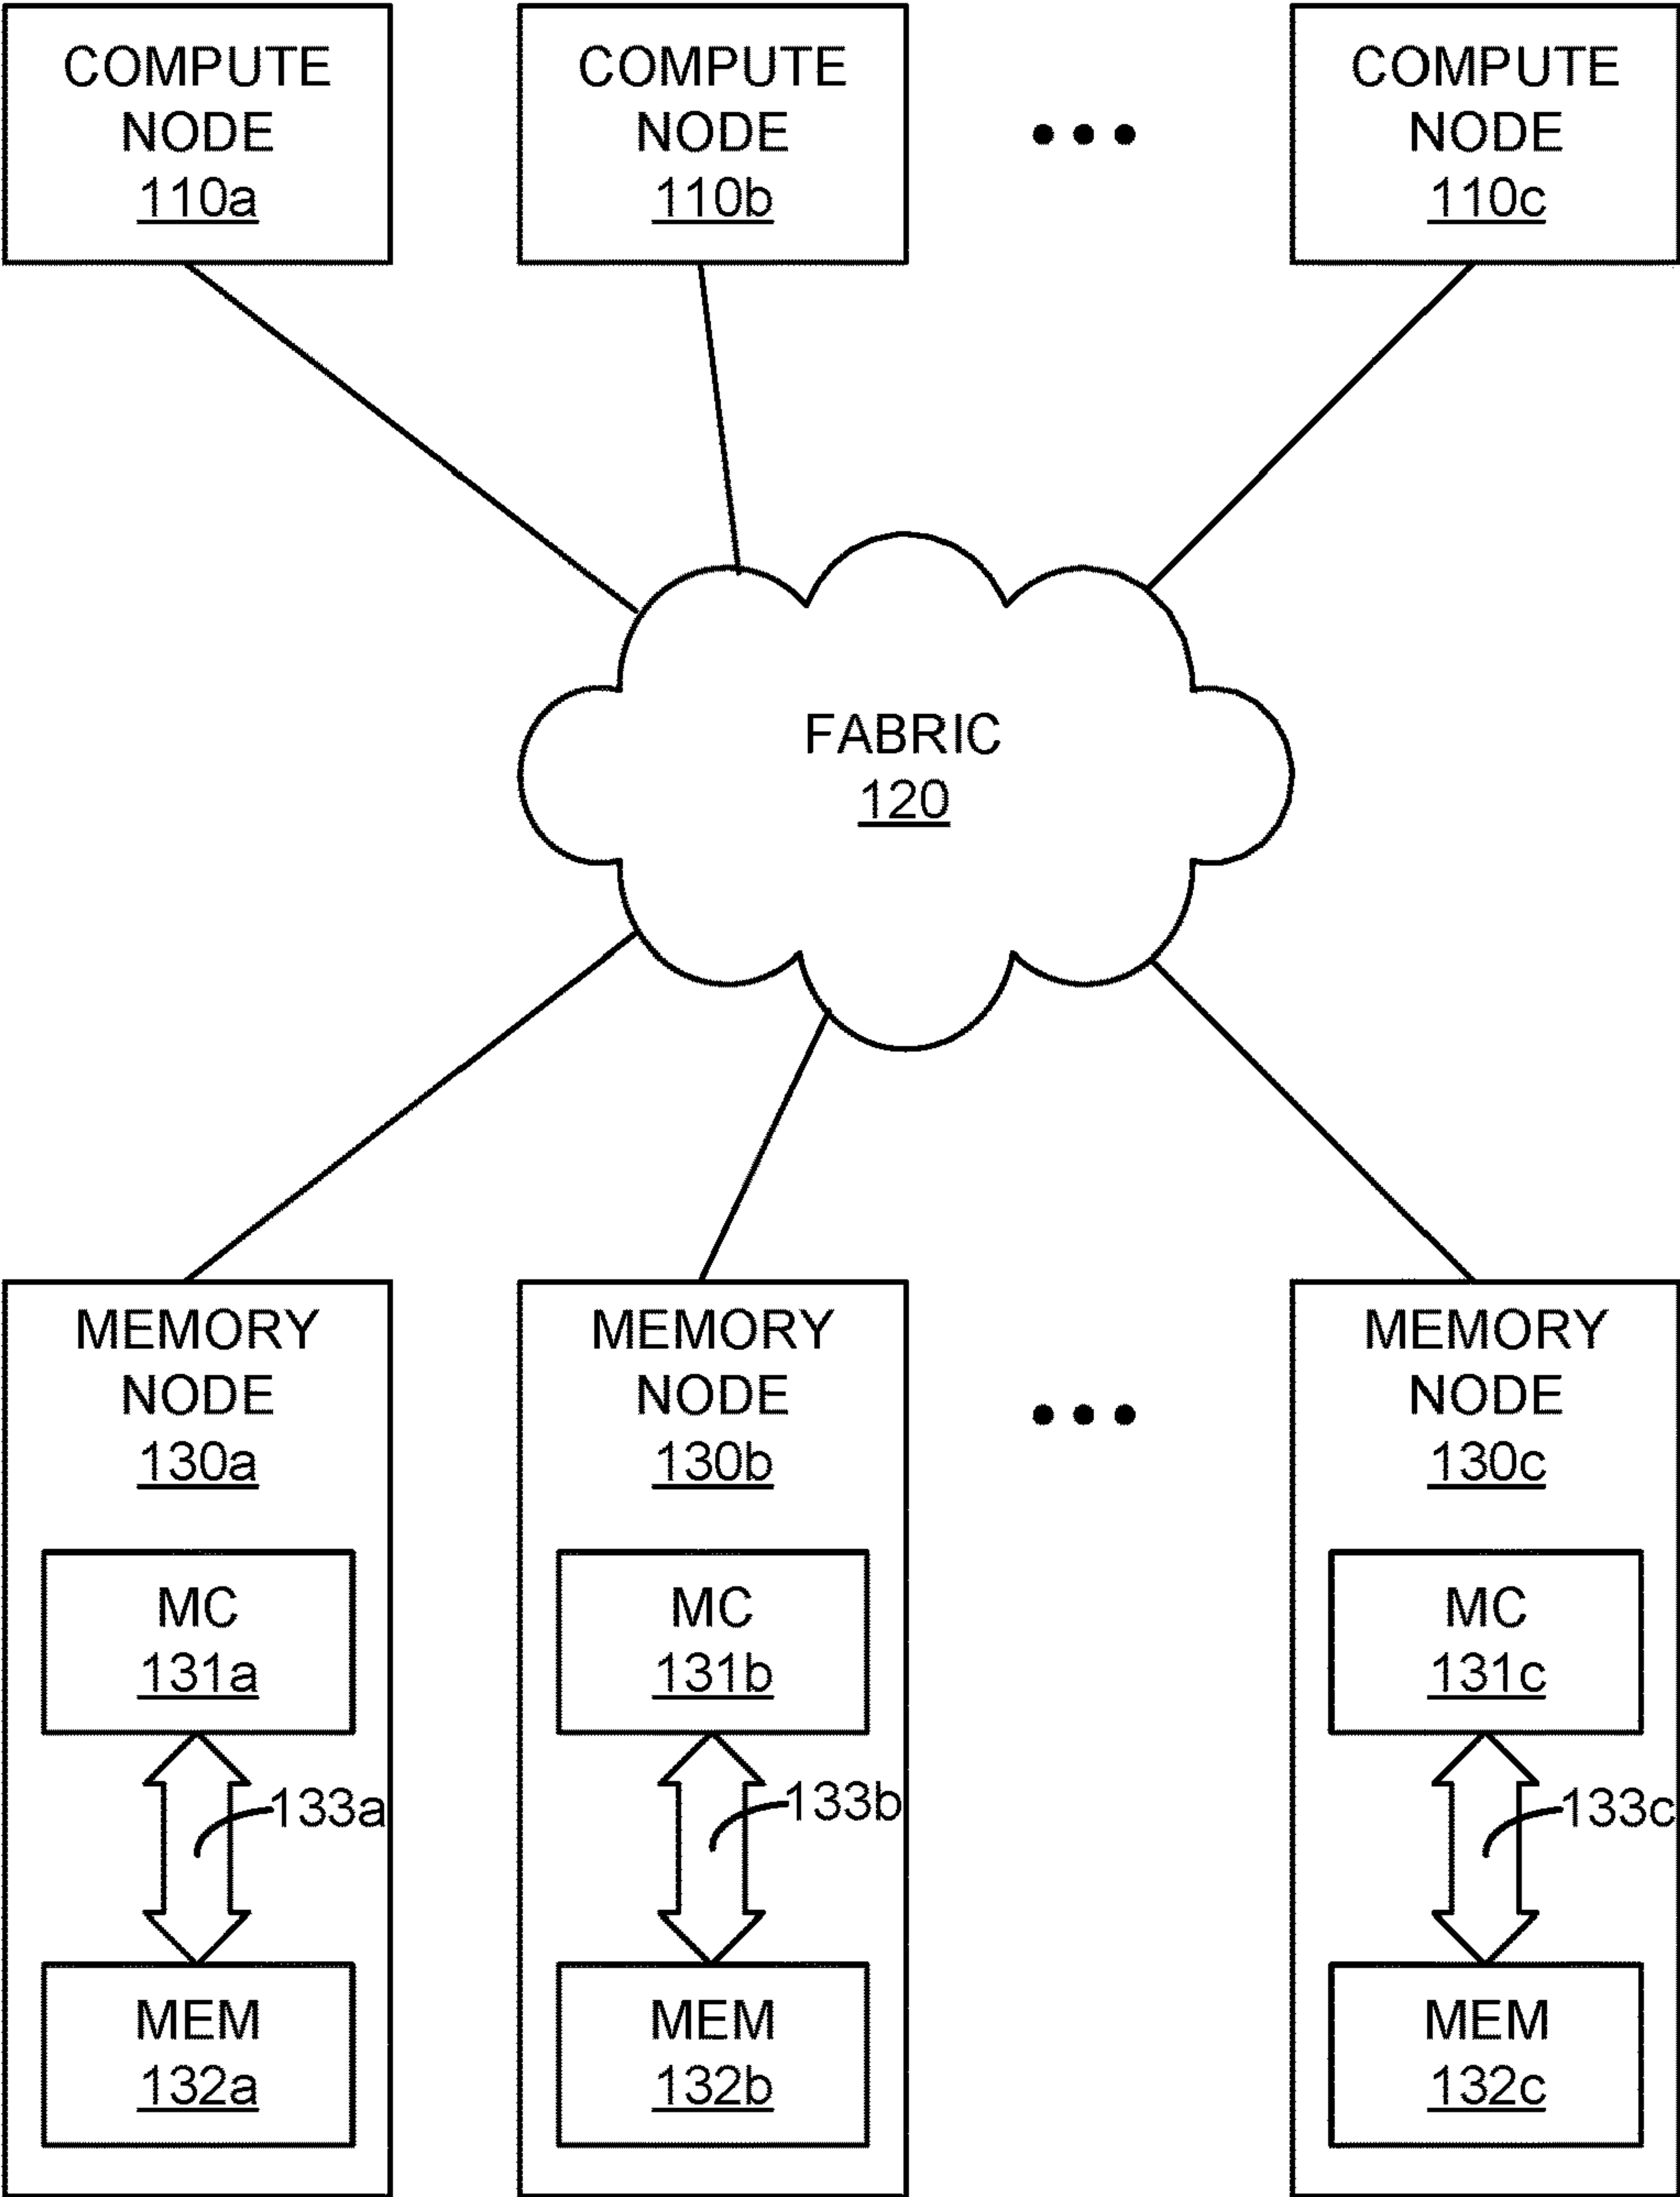 COMPUTE
NODE
110a
COMPUTE
NODE
110b
COMPUTE
NODE
110c
FABRIC
120
MEMORY
NODE
130a
MC
131a
133a
MEM
132a
MEMORY
NODE
130b
MC
131b
133b
MEM
132b
MEMORY
NODE
130c
MC
131c
133c
MEM
132c